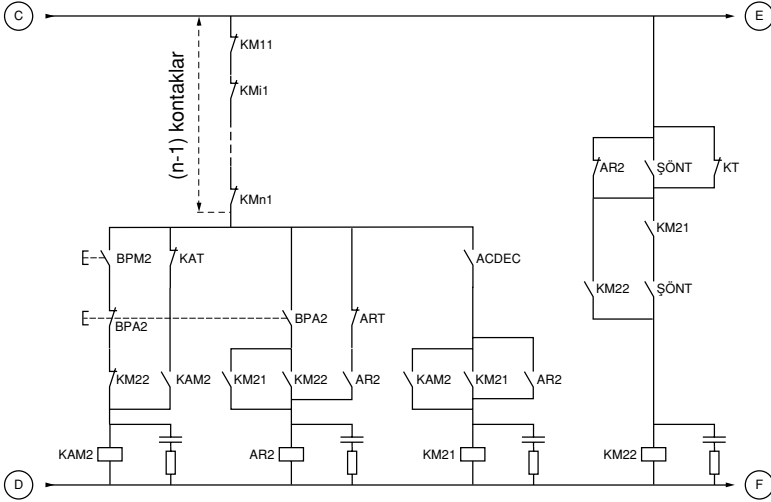 C
E
KM11
KMi1
(n-1) kontaklar
AR2
ŞÖNT
KT
KMn1
KM21
BPM2
KAT
ACDEC
KM22
ŞÖNT
BPA2
BPA2
ART
KM22
KAM2
KM21
KM22
AR2
KAM2
KM21
AR2
KAM2
AR2
KM21
KM22
D
F